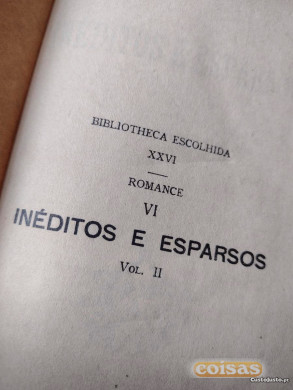 BIBLIOTHECA ESCOLHIDA
XXVI
ROMANCE
VI
INÉDITOS E ESPARSOS
VOL. II
coisas